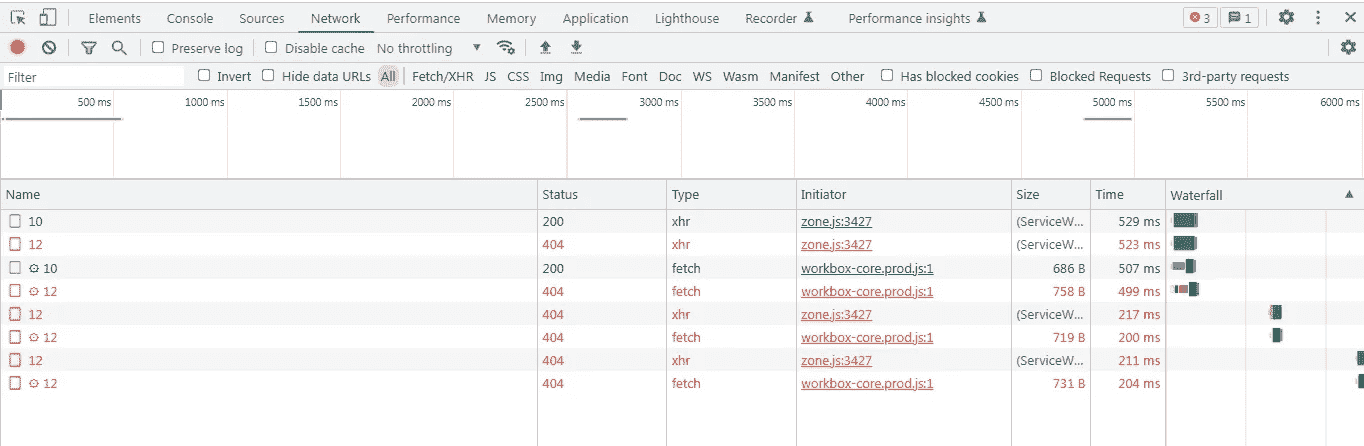 Elements Console Sources Network Performance Memory Application Lighthouse Recorder Performance insights 3 1
Preserve log Disable cache No throttling
Filter Invert Hide data URLs All Fetch/XHR JS CSS Img Media Font Doc WS Wasm Manifest Other Has blocked cookies Blocked Requests 3rd-party requests
500 ms 1000 ms 1500 ms 2000 ms 2500 ms 3000 ms 3500 ms 4000 ms 4500 ms 5000 ms 5500 ms 6000 ms
Name Status Type Initiator Size Time Waterfall
10 200 xhr zone.js:3427 (ServiceW... 529 ms
12 404 xhr zone.js:3427 (ServiceW... 523 ms
10 200 fetch workbox-core.prod.js:1 686 B 507 ms
12 404 fetch workbox-core.prod.js:1 758 B 499 ms
12 404 xhr zone.js:3427 (ServiceW... 217 ms
12 404 fetch workbox-core.prod.js:1 719 B 200 ms
12 404 xhr zone.js:3427 (ServiceW... 211 ms
12 404 fetch workbox-core.prod.js:1 731 B 204 ms